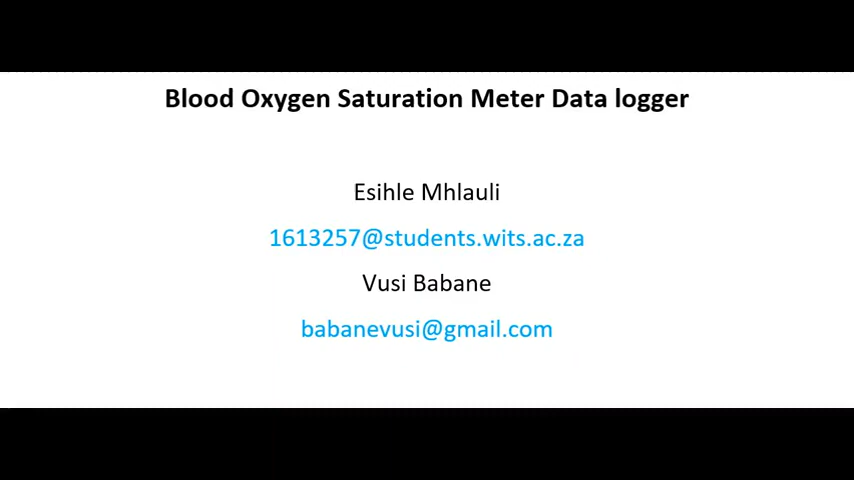 Blood Oxygen Saturation Meter Data logger
Esihle Mhlauli
1613257@students.wits.ac.za
Vusi Babane
babanevusi@gmail.com